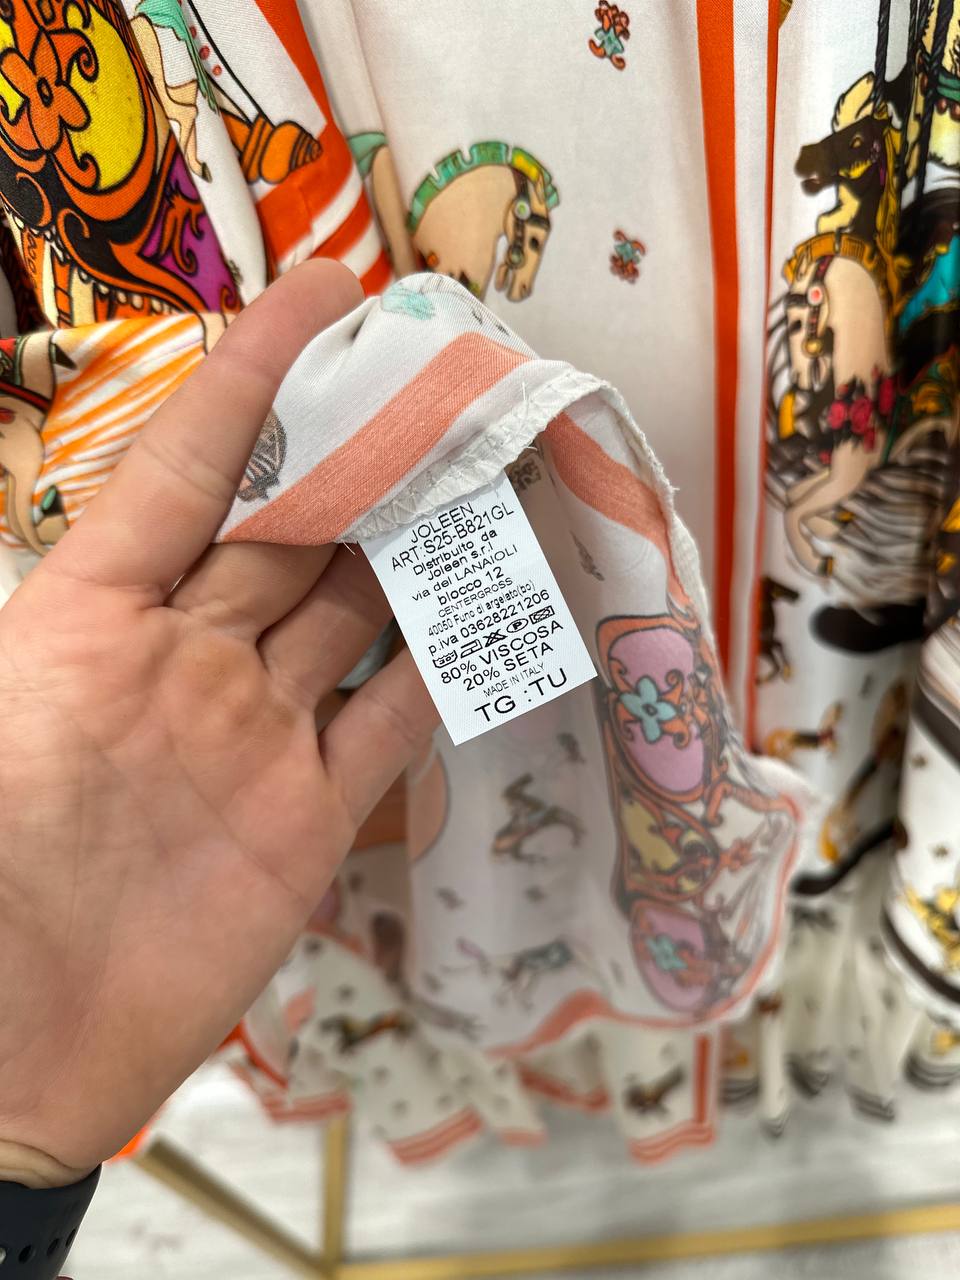 JOLEEN
ART:S25-B821GL
Distribuito da
Joleen s.r.l
via dei LANAIOLI
blocco 12
CENTERGROSS
40050 Funo di argelato(bo)
p.iva 03628221206
30 P
80% VISCOSA
20% SETA
MADE IN ITALY
TG :TU